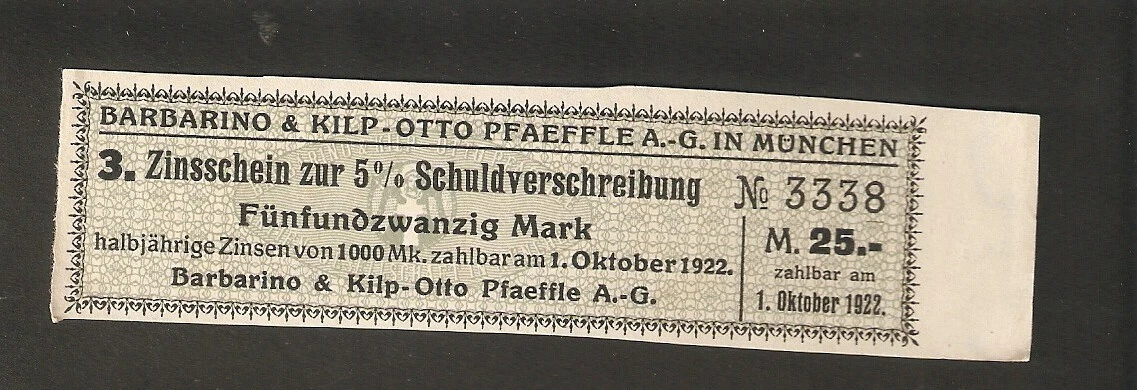 BARBARINO & KILP-OTTO PFAEFFLE A.-G. IN MÜNCHEN
3. Zinsschein zur 5% Schuldverschreibung
No 3338
Fünfundzwanzig Mark
halbjährige Zinsen von 1000 Mk. zahlbar am 1. Oktober 1922.
Barbarino & Kilp-Otto Pfaeffle A.-G.
M. 25.-
zahlbar am
1. Oktober 1922.